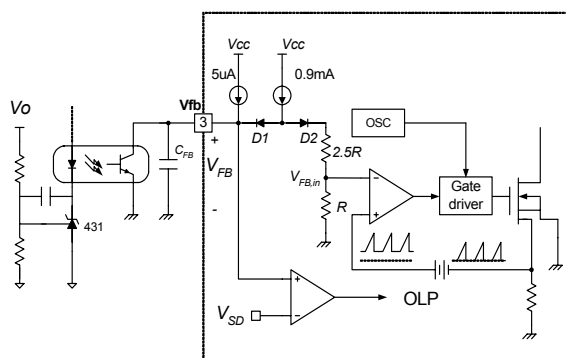 Vcc Vcc
5uA 0.9mA
Vo
Vfb
3
D1 D2
+
C_FB
V_FB
-
2.5R
OSC
V_FB,in
R
−
+
Gate
driver
431
+
−
V_SD
OLP